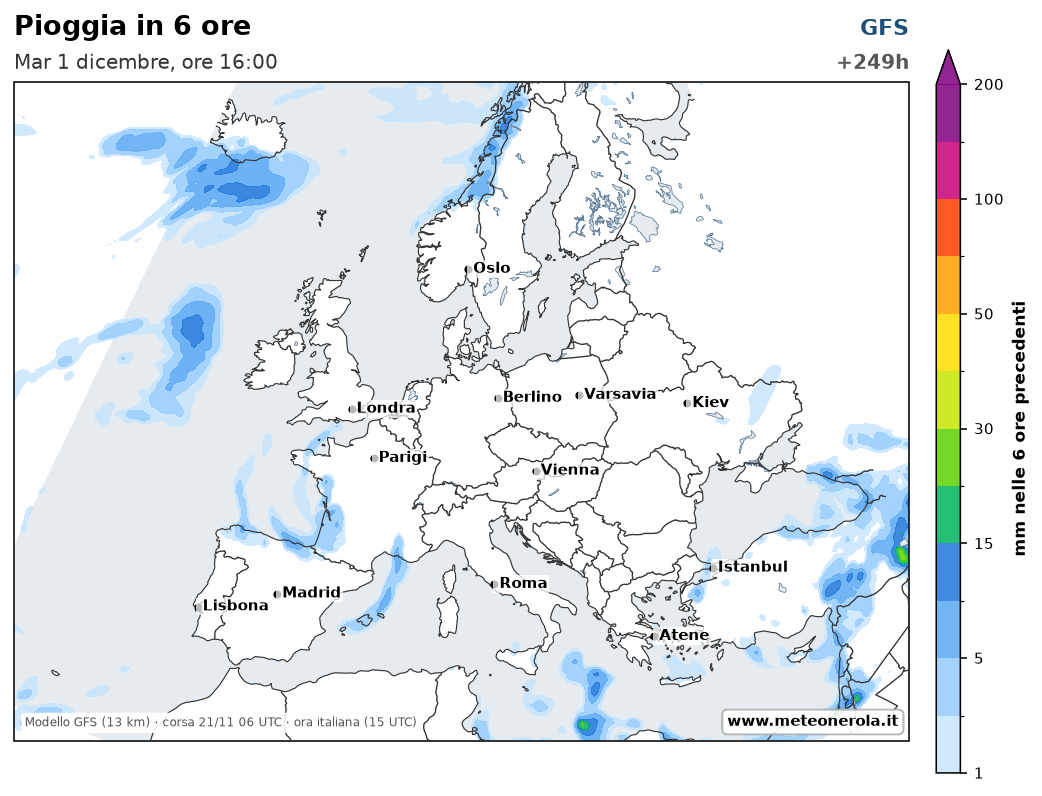 Pioggia in 6 ore
GFS
Mar 1 dicembre, ore 16:00
+249h
200
100
50
30
15
5
1
mm nelle 6 ore precedenti
Oslo
Berlino
Varsavia
Kiev
Londra
Parigi
Vienna
Istanbul
Roma
Madrid
Lisbona
Atene
Modello GFS (13 km) · corsa 21/11 06 UTC · ora italiana (15 UTC)
www.meteonerola.it